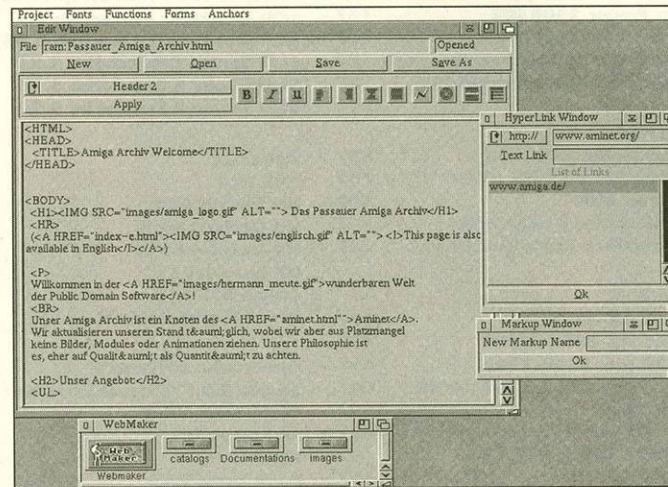 Project Fonts Functions Forms Anchors
Edit Window
File ram:Passauer_Amiga_Archiv.html Opened
New Open Save Save As
Header 2
Apply
B I U
<HTML>
<HEAD>
<TITLE>Amiga Archiv Welcome</TITLE>
</HEAD>
<BODY>
<H1><IMG SRC="images/amiga_logo.gif" ALT=""> Das Passauer Amiga Archiv</H1>
<HR>
(<A HREF="index-e.html"><IMG SRC="images/englisch.gif" ALT=""> <I>This page is also
available in English</I></A>)
<P>
Willkommen in der <A HREF="images/hermann_meute.gif">wunderbaren Welt
der Public Domain Software</A>!
<BR>
Unser Amiga Archiv ist ein Knoten des <A HREF="aminet.html"">Aminet</A>.
Wir aktualisieren unseren Stand t&auml;glich, wobei wir aber aus Platzmangel
keine Bilder, Modules oder Animationen ziehen. Unsere Philosophie ist
es, eher auf Qualit&auml;t als Quantit&auml;t zu achten.
<H2>Unser Angebot:</H2>
<UL>
HyperLink Window
http:// www.aminet.org/
Text Link
List of Links
www.amiga.de/
Ok
Markup Window
New Markup Name
Ok
WebMaker
Web Maker
Webmaker
catalogs Documentations images